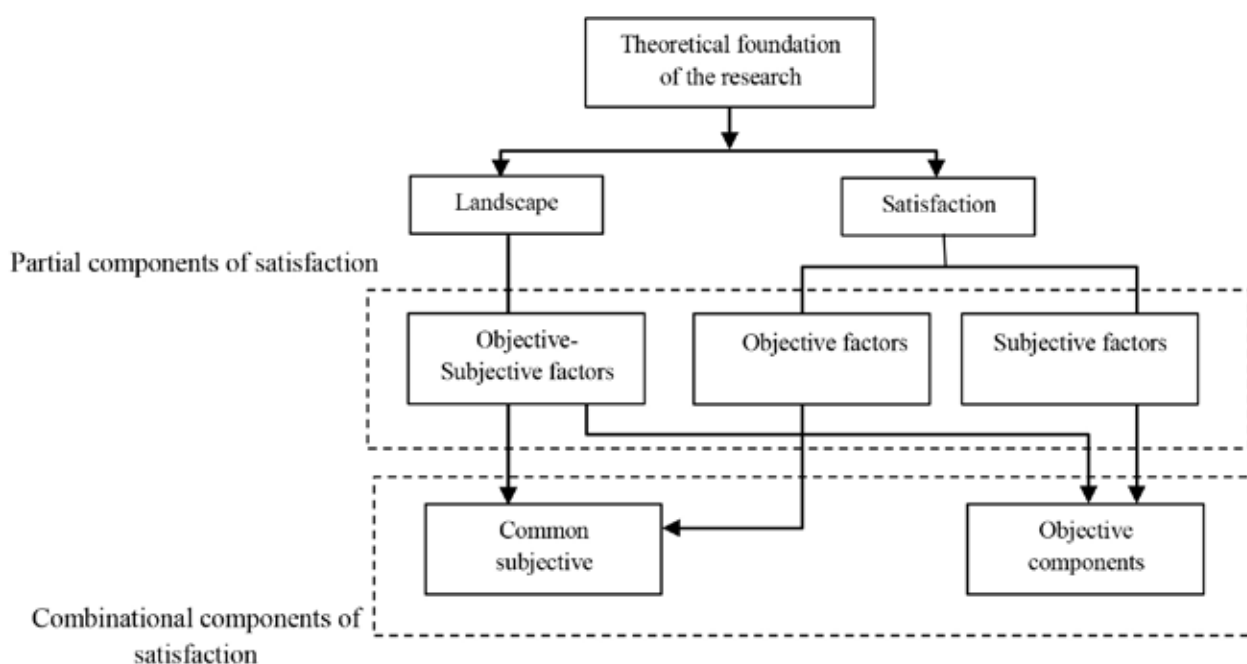 Theoretical foundation
of the research
Landscape
Satisfaction
Partial components of satisfaction
Objective-
Subjective factors
Objective factors
Subjective factors
Common
subjective
Objective
components
Combinational components of
satisfaction